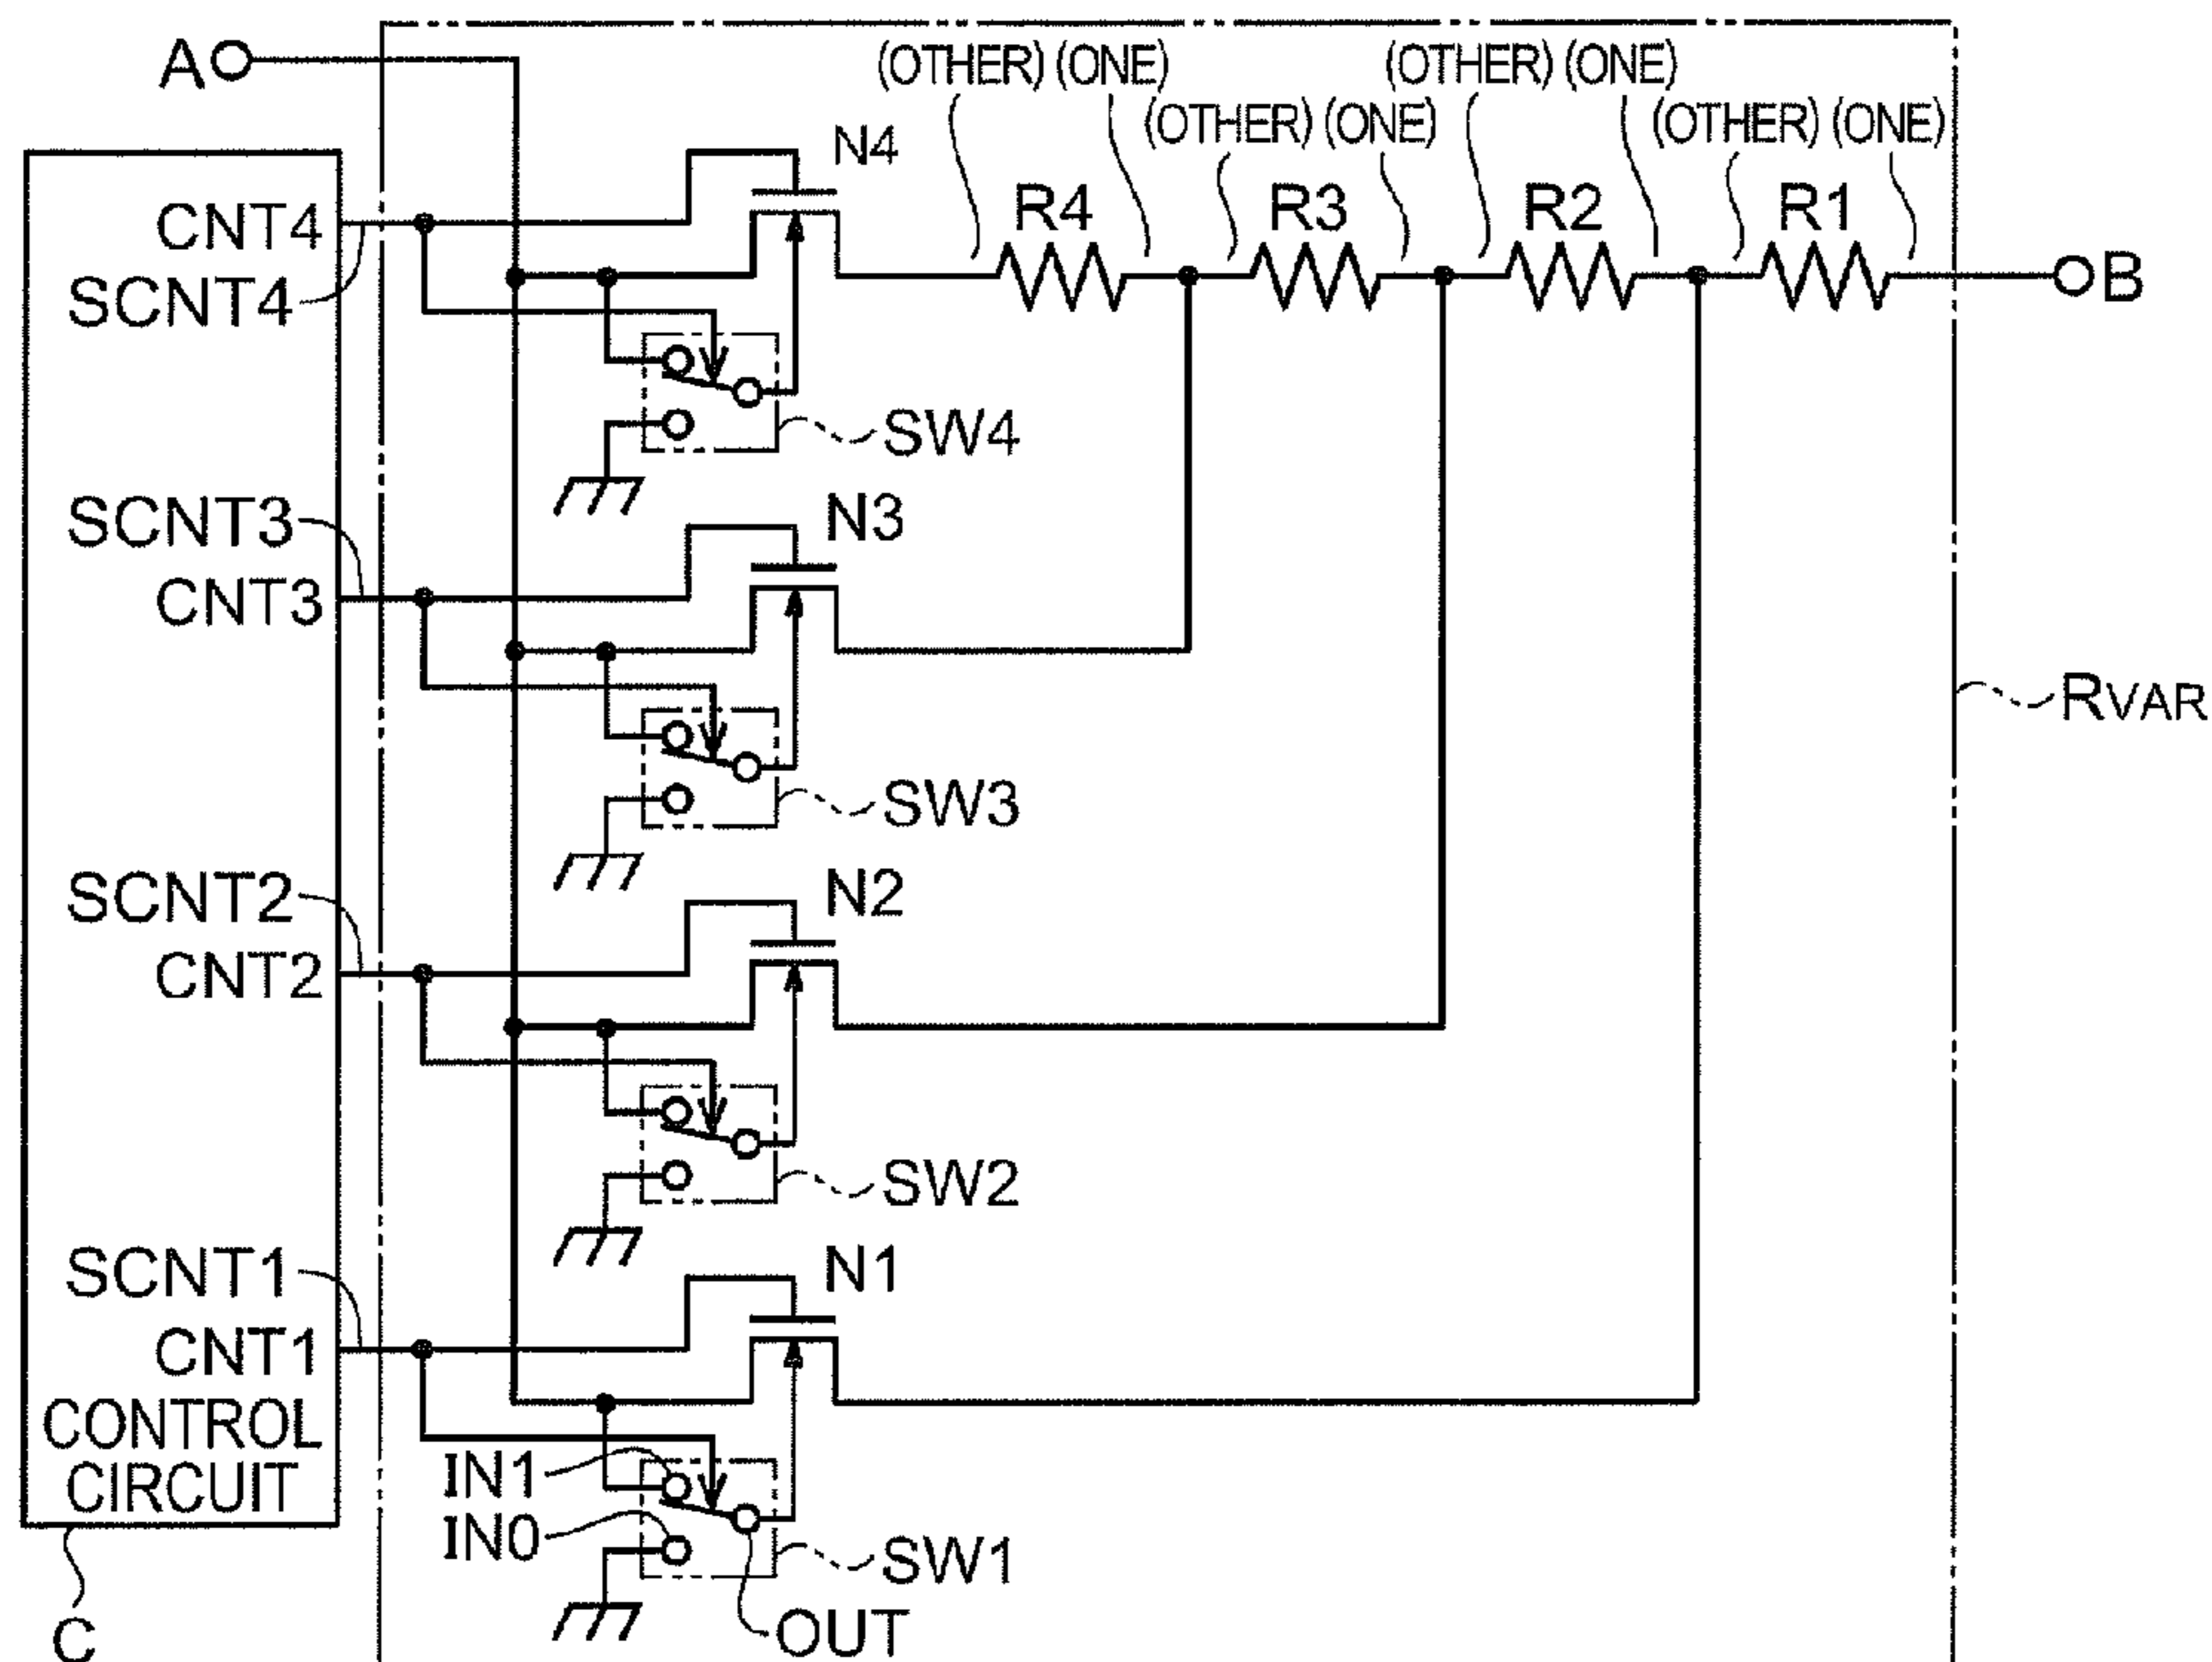 A
(OTHER) (ONE)
(OTHER) (ONE)
(OTHER) (ONE)
(OTHER) (ONE)
N4
R4
R3
R2
R1
B
CNT4
SCNT4
SW4
SCNT3
N3
CNT3
RVAR
SW3
SCNT2
N2
CNT2
SW2
SCNT1
N1
CNT1
CONTROL
CIRCUIT
IN1
IN0
SW1
OUT
C